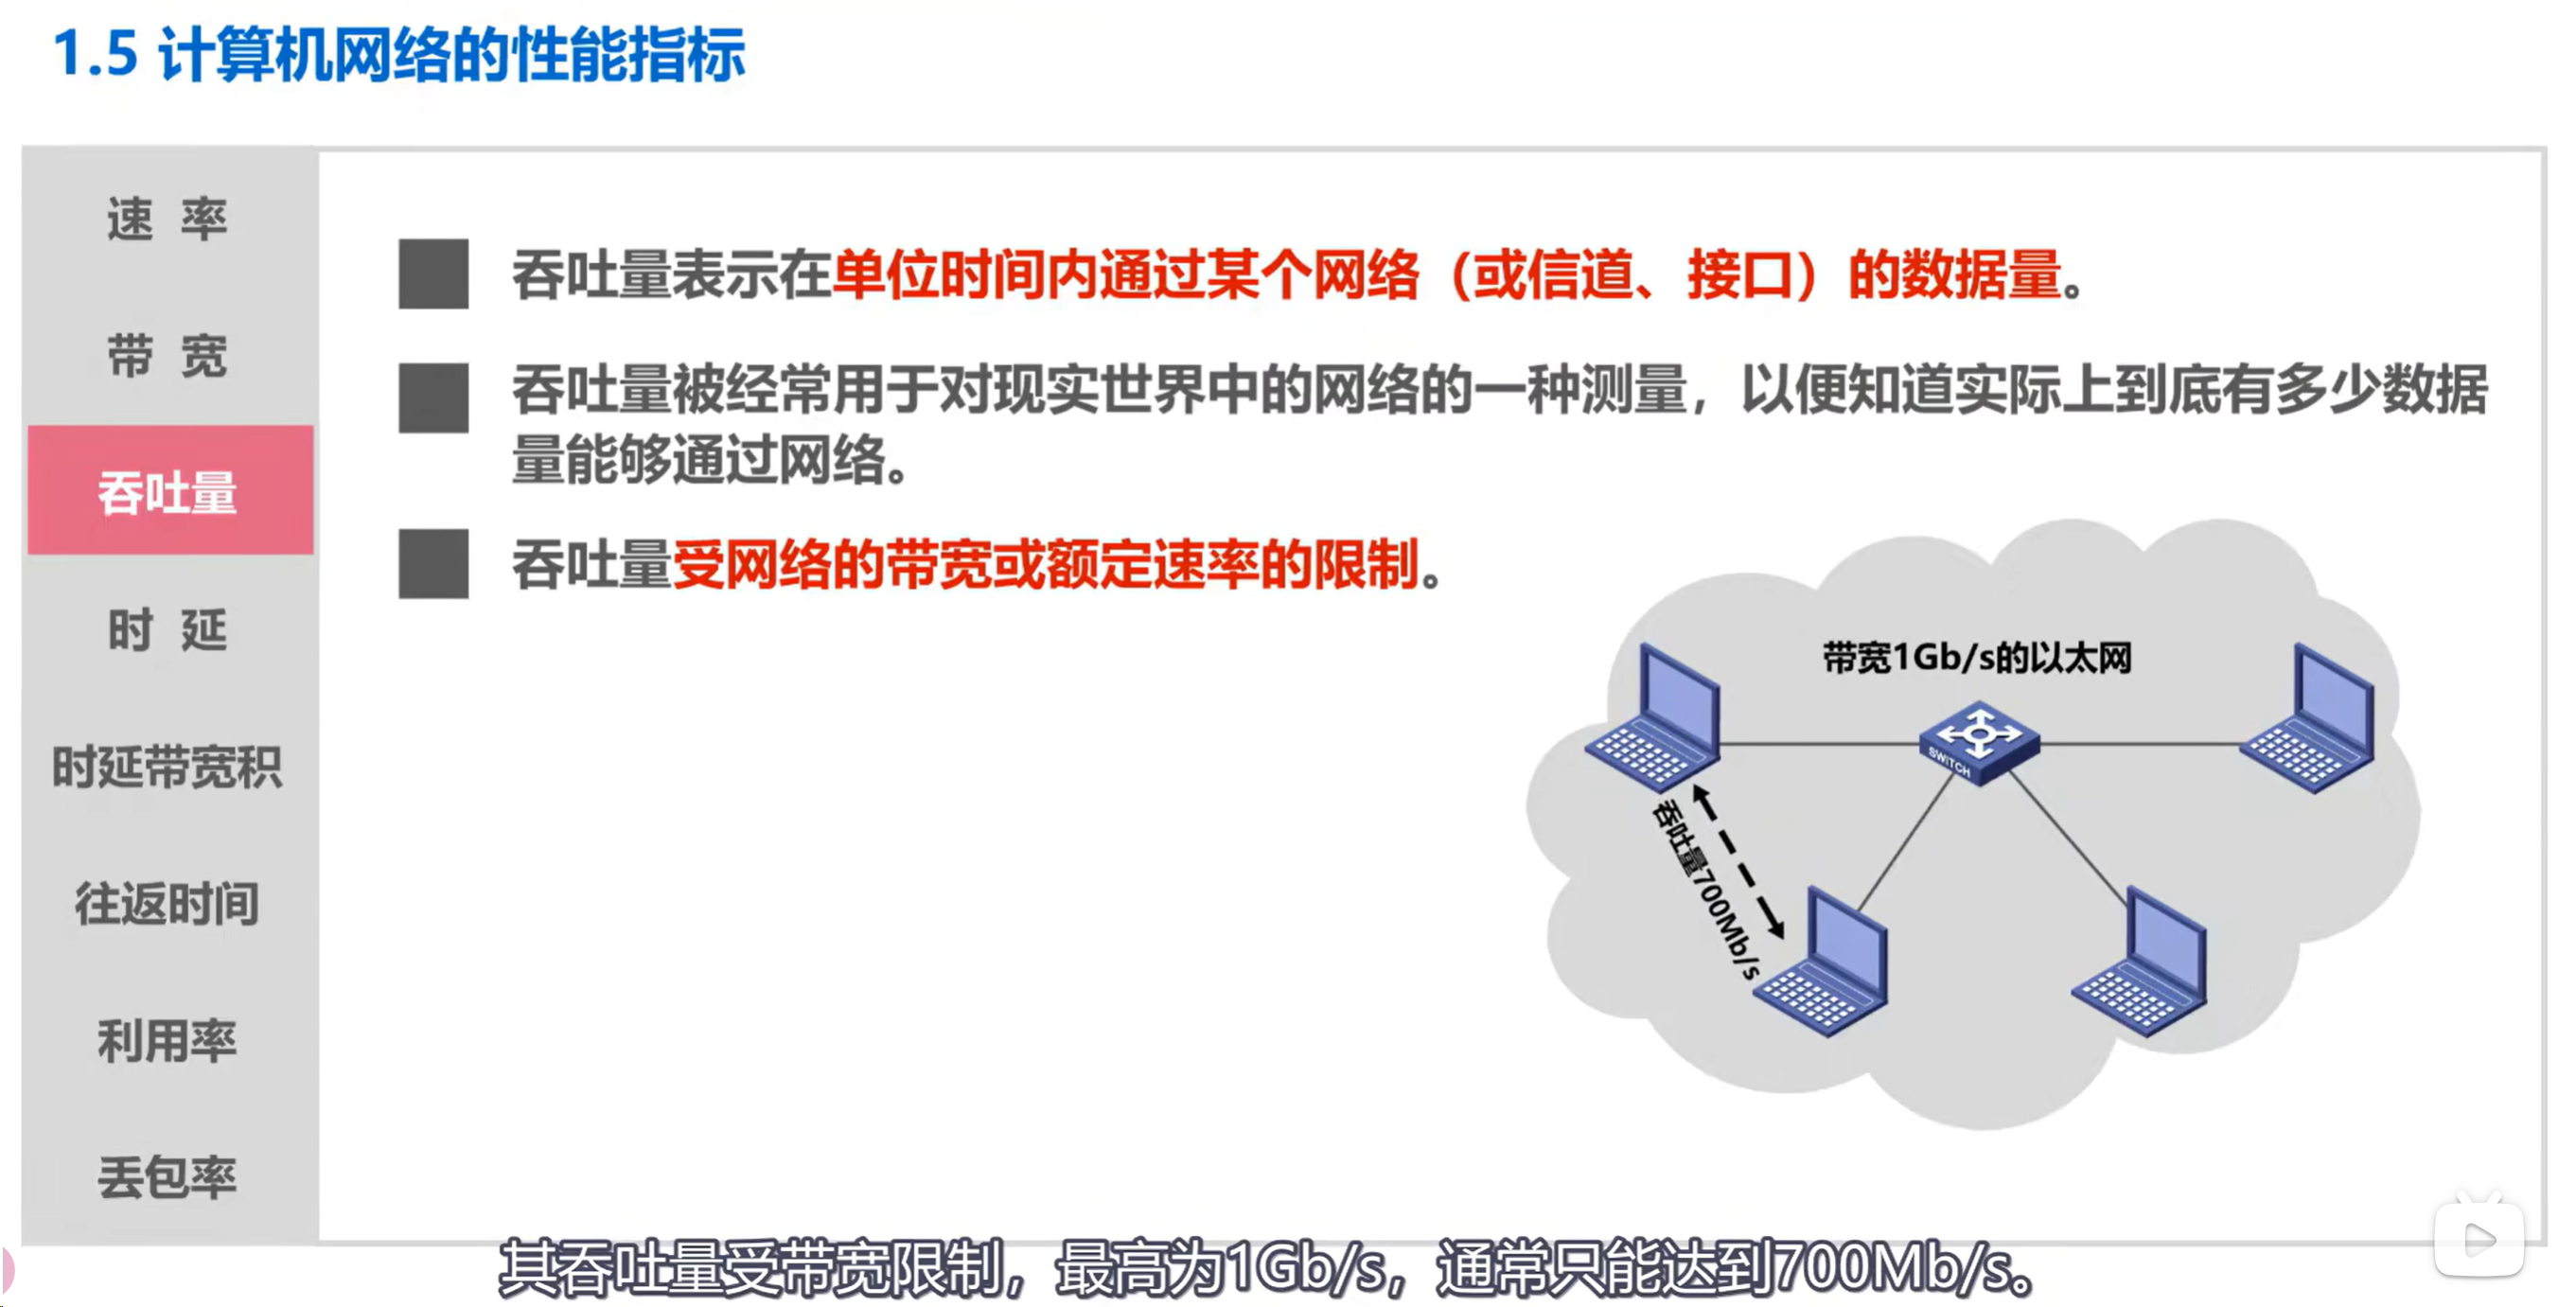 1.5 计算机网络的性能指标
速 率
带 宽
吞吐量
时 延
时延带宽积
往返时间
利用率
丢包率
吞吐量表示在单位时间内通过某个网络（或信道、接口）的数据量。
吞吐量被经常用于对现实世界中的网络的一种测量，以便知道实际上到底有多少数据
量能够通过网络。
吞吐量受网络的带宽或额定速率的限制。
带宽1Gb/s的以太网
SWITCH
吞吐量700Mb/s
其吞吐量受带宽限制，最高为1Gb/s，通常只能达到700Mb/s。